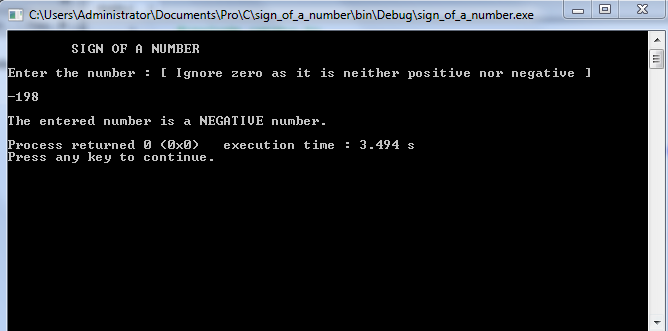 C:\Users\Administrator\Documents\Pro\C\sign_of_a_number\bin\Debug\sign_of_a_number.exe
SIGN OF A NUMBER
Enter the number : [ Ignore zero as it is neither positive nor negative ]
-198
The entered number is a NEGATIVE number.
Process returned 0 (0x0)   execution time : 3.494 s
Press any key to continue.